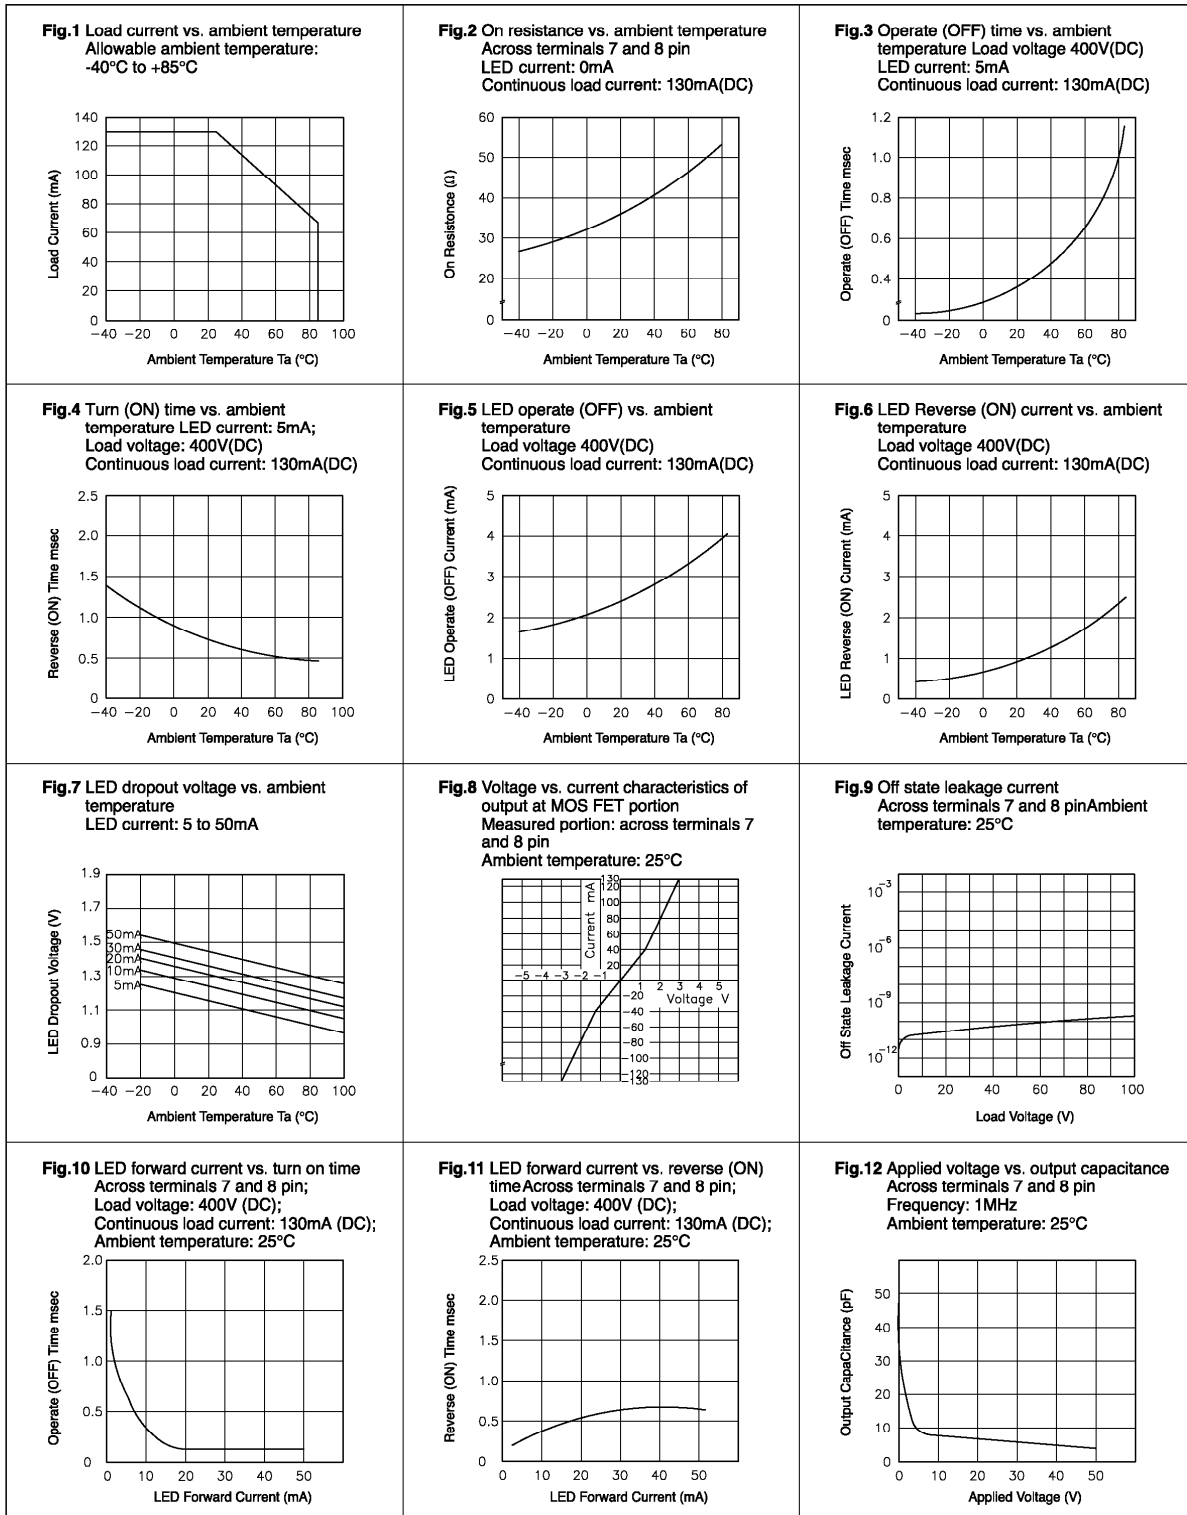 Fig.1 Load current vs. ambient temperature
Allowable ambient temperature:
-40°C to +85°C
140
120
100
80
60
40
20
0
Load Current (mA)
−40 −20 0 20 40 60 80 100
Ambient Temperature Ta (°C)
Fig.2 On resistance vs. ambient temperature
Across terminals 7 and 8 pin
LED current: 0mA
Continuous load current: 130mA(DC)
60
50
40
30
20
0
On Resistonce (Ω)
−40 −20 0 20 40 60 80
Ambient Temperature Ta (°C)
Fig.3 Operate (OFF) time vs. ambient
temperature Load voltage 400V(DC)
LED current: 5mA
Continuous load current: 130mA(DC)
1.2
1.0
0.8
0.6
0.4
0
Operate (OFF) Time msec
−40 −20 0 20 40 60 80
Ambient Temperature Ta (°C)
Fig.4 Turn (ON) time vs. ambient
temperature LED current: 5mA;
Load voltage: 400V(DC)
Continuous load current: 130mA(DC)
2.5
2.0
1.5
1.0
0.5
0
Reverse (ON) Time msec
−40 −20 0 20 40 60 80 100
Ambient Temperature Ta (°C)
Fig.5 LED operate (OFF) vs. ambient
temperature
Load voltage 400V(DC)
Continuous load current: 130mA(DC)
5
4
3
2
1
0
LED Operate (OFF) Current (mA)
−40 −20 0 20 40 60 80
Ambient Temperature Ta (°C)
Fig.6 LED Reverse (ON) current vs. ambient
temperature
Load voltage 400V(DC)
Continuous load current: 130mA(DC)
5
4
3
2
1
0
LED Reverse (ON) Current (mA)
−40 −20 0 20 40 60 80
Ambient Temperature Ta (°C)
Fig.7 LED dropout voltage vs. ambient
temperature
LED current: 5 to 50mA
1.9
1.7
1.5
1.3
1.1
0.9
0
LED Dropout Voltage (V)
50mA
30mA
20mA
10mA
5mA
−40 −20 0 20 40 60 80 100
Ambient Temperature Ta (°C)
Fig.8 Voltage vs. current characteristics of
output at MOS FET portion
Measured portion: across terminals 7
and 8 pin
Ambient temperature: 25°C
130
120
100
80
60
40
20
Current mA
−5 −4 −3 −2 −1
1 2 3 4 5
Voltage V
−20
−40
−60
−80
−100
−120
−130
Fig.9 Off state leakage current
Across terminals 7 and 8 pinAmbient
temperature: 25°C
10−3
10−6
10−9
10−12
Off State Leakage Current
0 20 40 60 80 100
Load Voltage (V)
Fig.10 LED forward current vs. turn on time
Across terminals 7 and 8 pin;
Load voltage: 400V (DC);
Continuous load current: 130mA (DC);
Ambient temperature: 25°C
2.0
1.5
1.0
0.5
Operate (OFF) Time msec
0 10 20 30 40 50
LED Forward Current (mA)
Fig.11 LED forward current vs. reverse (ON)
timeAcross terminals 7 and 8 pin;
Load voltage: 400V (DC);
Continuous load current: 130mA (DC);
Ambient temperature: 25°C
2.5
2.0
1.5
1.0
0.5
0
Reverse (ON) Time msec
0 10 20 30 40 50
LED Forward Current (mA)
Fig.12 Applied voltage vs. output capacitance
Across terminals 7 and 8 pin
Frequency: 1MHz
Ambient temperature: 25°C
50
40
30
20
10
0
Output CapaCitance (pF)
0 10 20 30 40 50
Applied Voltage (V)